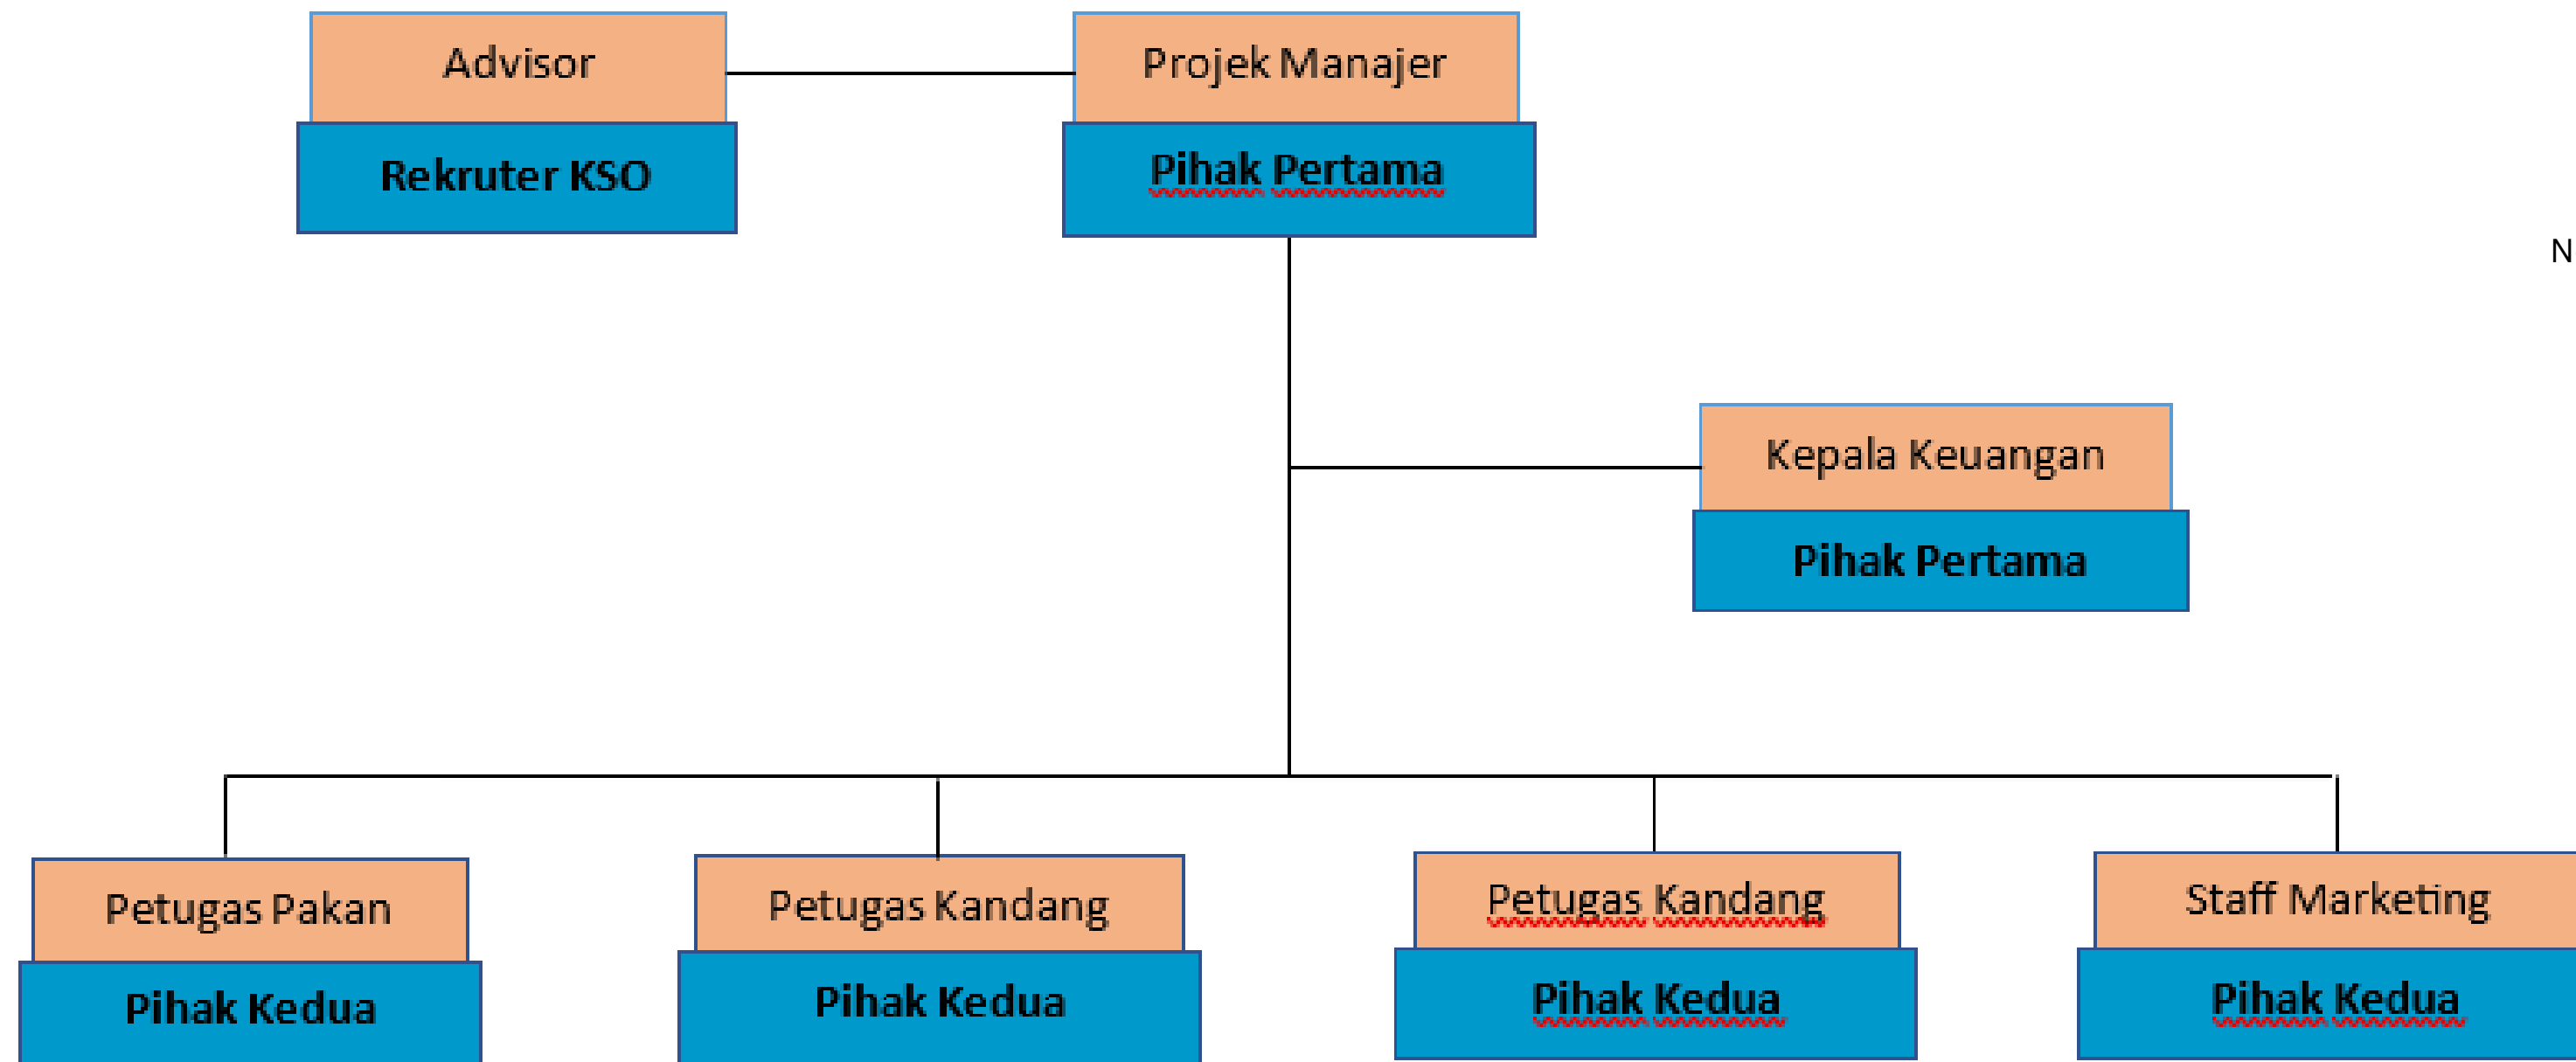 Advisor
Projek Manajer
Rekruter KSO
Pihak Pertama
N
Kepala Keuangan
Pihak Pertama
Petugas Pakan
Petugas Kandang
Petugas Kandang
Staff Marketing
Pihak Kedua
Pihak Kedua
Pihak Kedua
Pihak Kedua